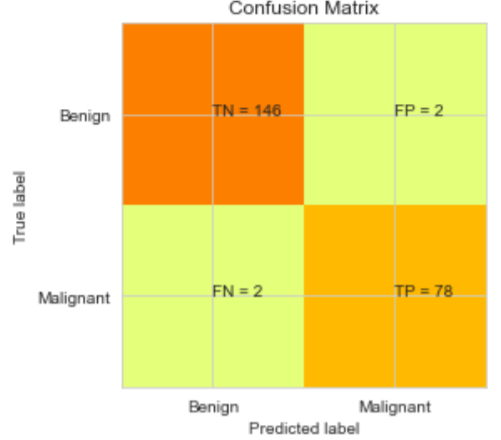 Confusion Matrix
True label
Benign
TN = 146
FP = 2
Malignant
FN = 2
TP = 78
Benign
Malignant
Predicted label